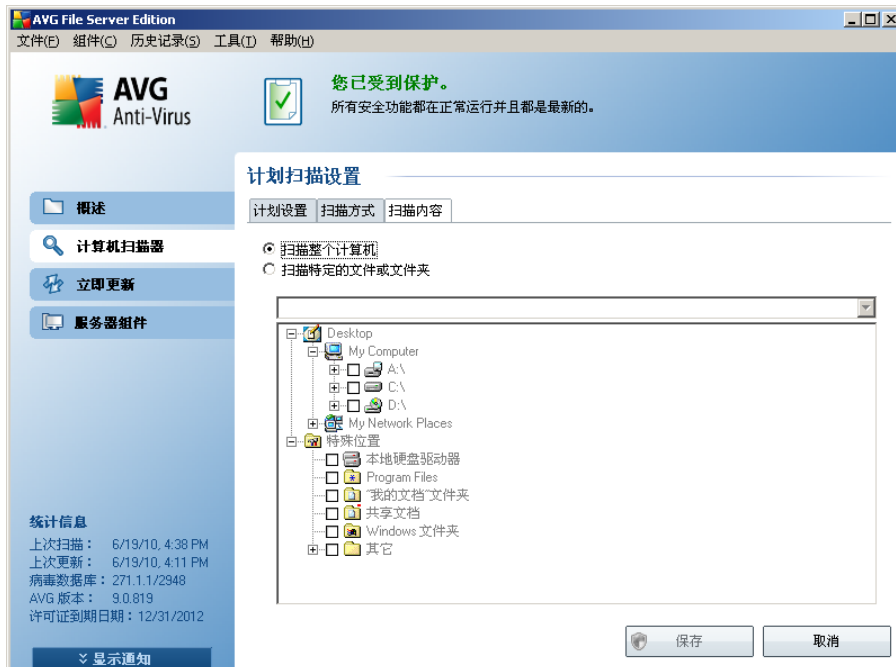 AVG File Server Edition
文件(F) 组件(C) 历史记录(S) 工具(T) 帮助(H)
AVG
Anti-Virus
您已受到保护。
所有安全功能都在正常运行并且都是最新的。
计划扫描设置
概述
计算机扫描器
立即更新
服务器组件
计划设置 扫描方式 扫描内容
扫描整个计算机
扫描特定的文件或文件夹
Desktop
My Computer
A:\
C:\
D:\
My Network Places
特殊位置
本地硬盘驱动器
Program Files
"我的文档"文件夹
共享文档
Windows 文件夹
其它
统计信息
上次扫描： 6/19/10, 4:38 PM
上次更新： 6/19/10, 4:11 PM
病毒数据库：271.1.1/2948
AVG 版本： 9.0.819
许可证到期日期：12/31/2012
显示通知
保存 取消